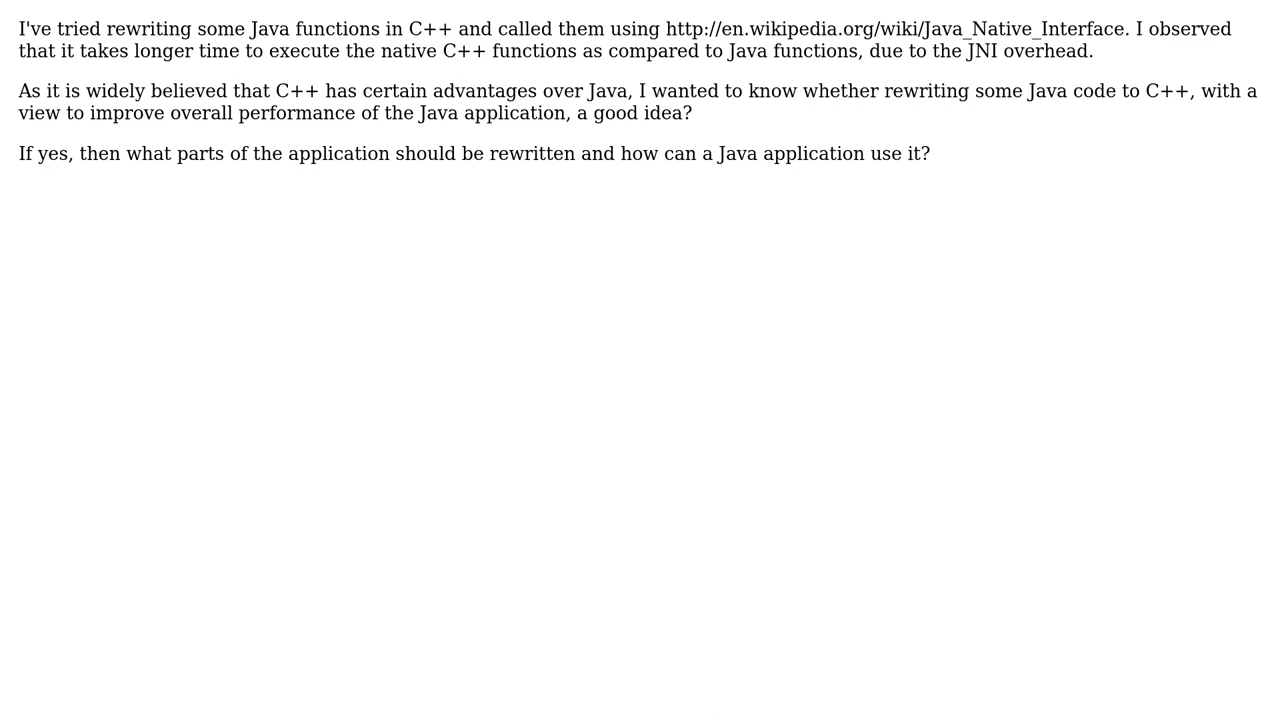 I've tried rewriting some Java functions in C++ and called them using http://en.wikipedia.org/wiki/Java_Native_Interface. I observed
that it takes longer time to execute the native C++ functions as compared to Java functions, due to the JNI overhead.
As it is widely believed that C++ has certain advantages over Java, I wanted to know whether rewriting some Java code to C++, with a
view to improve overall performance of the Java application, a good idea?
If yes, then what parts of the application should be rewritten and how can a Java application use it?